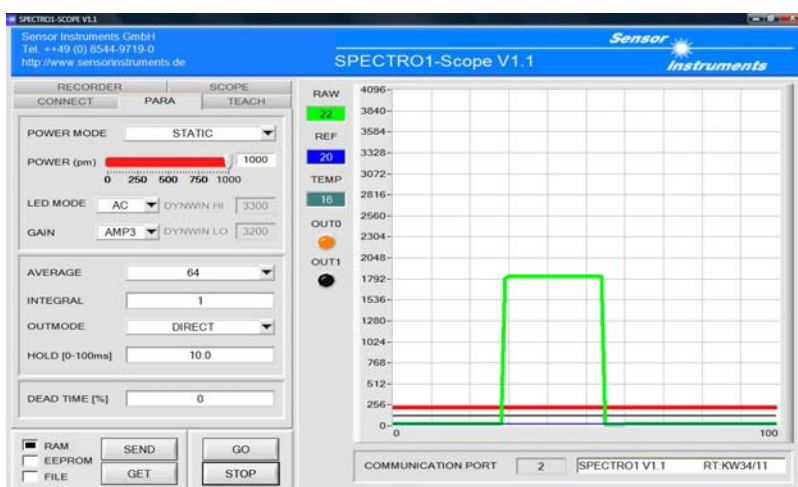 SPECTRO1-SCOPE V1.1
Sensor Instruments GmbH
Tel. ++49 (0) 8544-9719-0
http://www.sensorinstruments.de
SPECTRO1-Scope V1.1
Sensor
Instruments
RECORDER SCOPE
CONNECT PARA TEACH
POWER MODE STATIC
POWER (pm) 1000
0 250 500 750 1000
LED MODE AC DYNWIN HI 3300
GAIN AMP3 DYNWIN LO 3200
AVERAGE 64
INTEGRAL 1
OUTMODE DIRECT
HOLD [0-100ms] 10.0
DEAD TIME [%] 0
RAM
EEPROM
FILE
SEND GO
GET STOP
RAW
22
REF
20
TEMP
16
OUT0
OUT1
4096
3840
3584
3328
3072
2816
2560
2304
2048
1792
1536
1280
1024
768
512
256
0
0 100
COMMUNICATION PORT 2 SPECTRO1 V1.1 RT:KW34/11